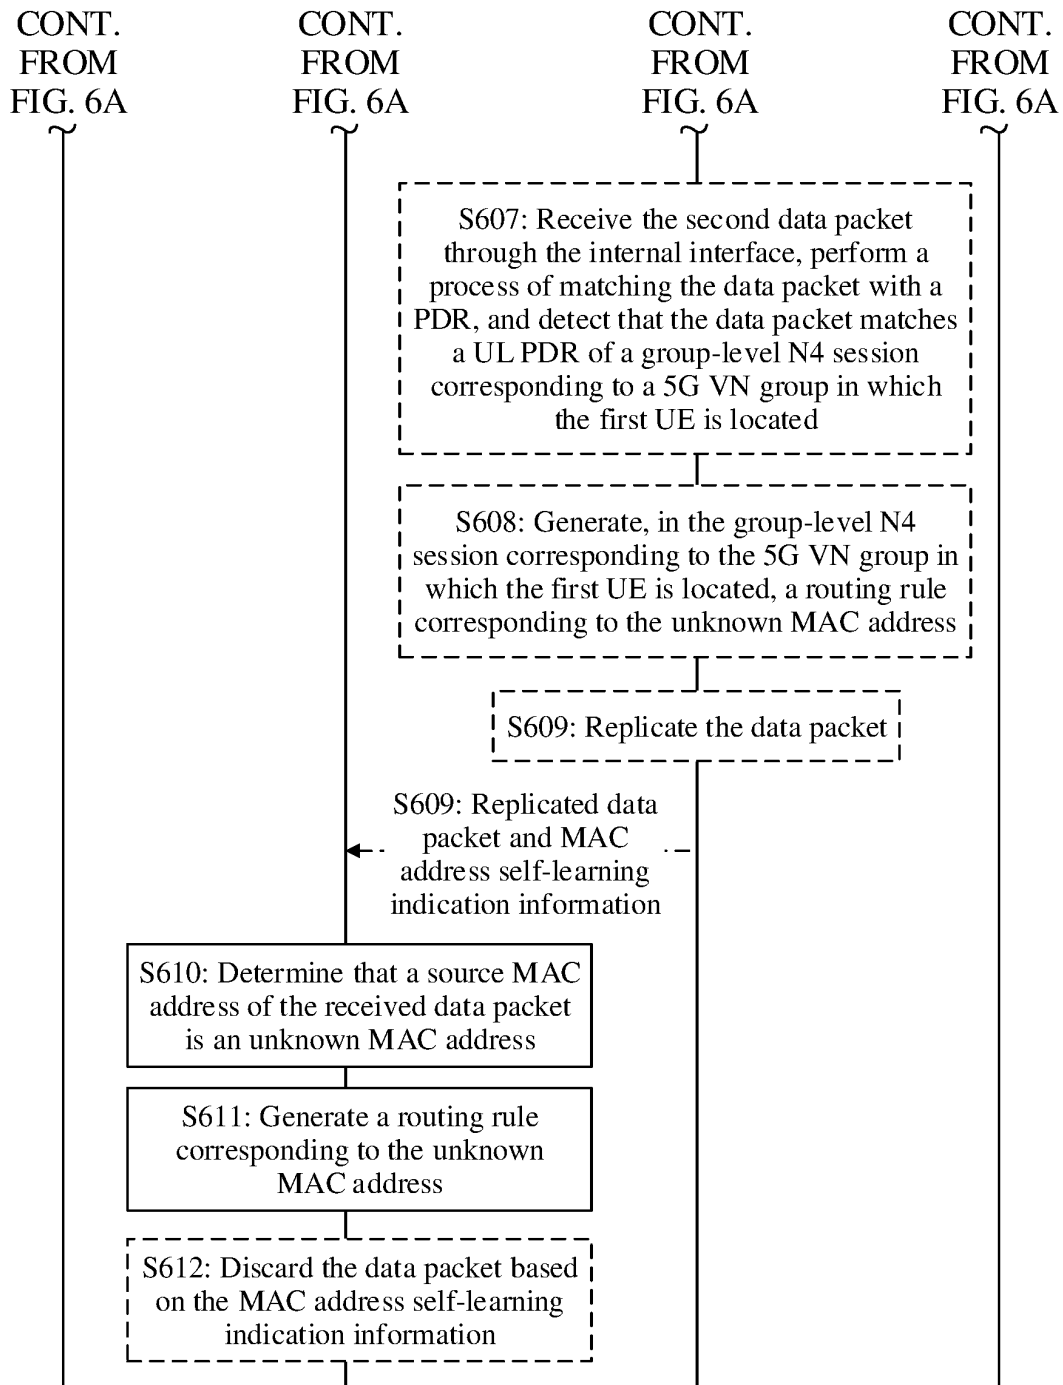 CONT.
FROM
FIG. 6A
CONT.
FROM
FIG. 6A
CONT.
FROM
FIG. 6A
CONT.
FROM
FIG. 6A
S607: Receive the second data packet
through the internal interface, perform a
process of matching the data packet with a
PDR, and detect that the data packet matches
a UL PDR of a group-level N4 session
corresponding to a 5G VN group in which
the first UE is located
S608: Generate, in the group-level N4
session corresponding to the 5G VN group in
which the first UE is located, a routing rule
corresponding to the unknown MAC address
S609: Replicate the data packet
S609: Replicated data
packet and MAC
address self-learning
indication information
S610: Determine that a source MAC
address of the received data packet
is an unknown MAC address
S611: Generate a routing rule
corresponding to the unknown
MAC address
S612: Discard the data packet based
on the MAC address self-learning
indication information